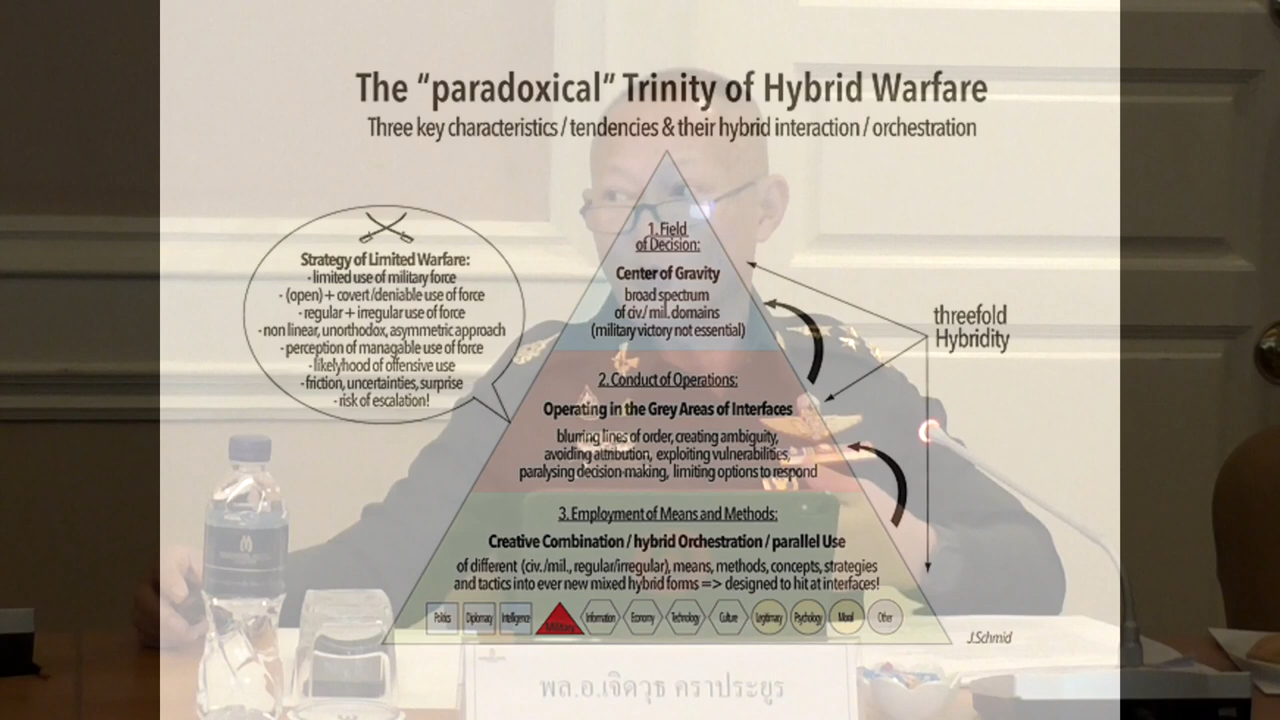 The “paradoxical” Trinity of Hybrid Warfare
Three key characteristics / tendencies & their hybrid interaction / orchestration
Strategy of Limited Warfare:
- limited use of military force
- (open) + covert/deniable use of force
- regular + irregular use of force
- non linear, unorthodox, asymmetric approach
- perception of managable use of force
- likelyhood of offensive use
- friction, uncertainties, surprise
- risk of escalation!
1. Field
of Decision:
Center of Gravity
broad spectrum
of civ./ mil. domains
(military victory not essential)
threefold
Hybridity
2. Conduct of Operations:
Operating in the Grey Areas of Interfaces
blurring lines of order, creating ambiguity,
avoiding attribution, exploiting vulnerabilities,
paralysing decision-making, limiting options to respond
3. Employment of Means and Methods:
Creative Combination / hybrid Orchestration / parallel Use
of different (civ./mil., regular/irregular), means, methods, concepts, strategies
and tactics into ever new mixed hybrid forms => designed to hit at interfaces!
Politics Diplomacy Intelligence Military Information Economy Technology Culture Legitimacy Psychology Moral Other
J.Schmid
พล.อ.เจิดวุธ คราประยูร